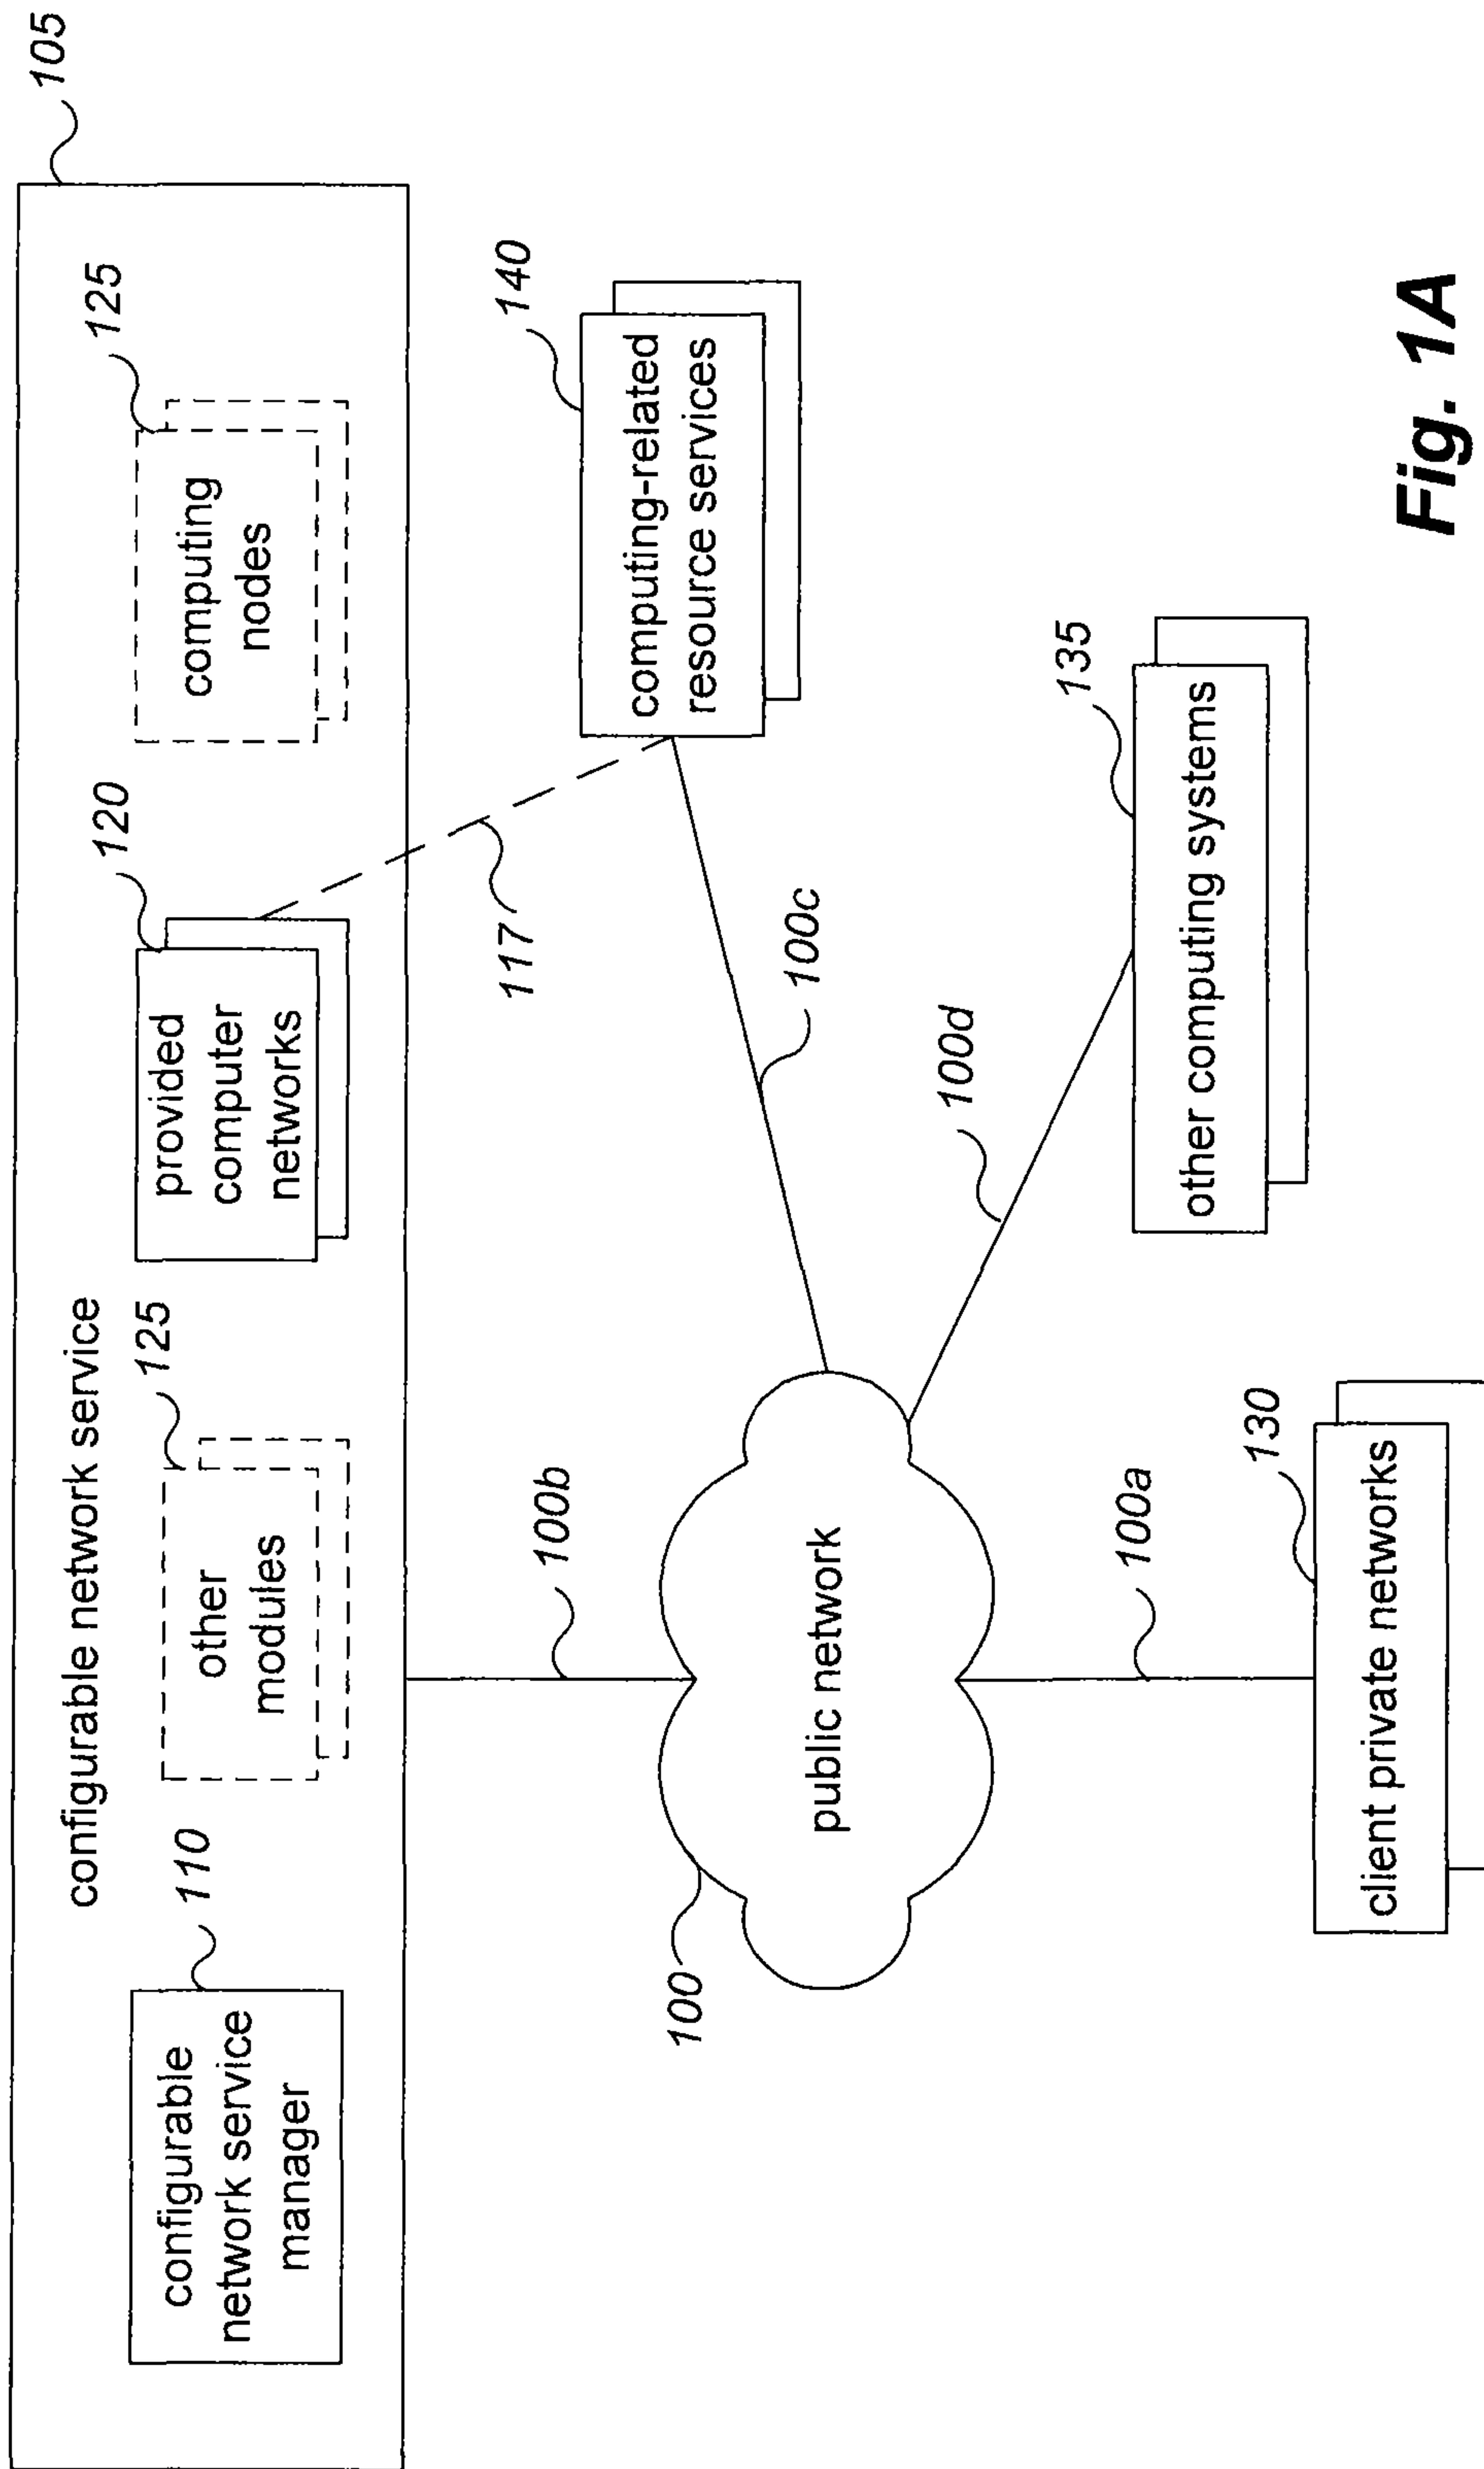 105
configurable network service
110
125
120
125
configurable
network service
manager
other
modules
provided
computer
networks
computing
nodes
117
140
computing-related
resource services
100b
100c
100
public network
100d
135
other computing systems
100a
130
client private networks
Fig. 1A